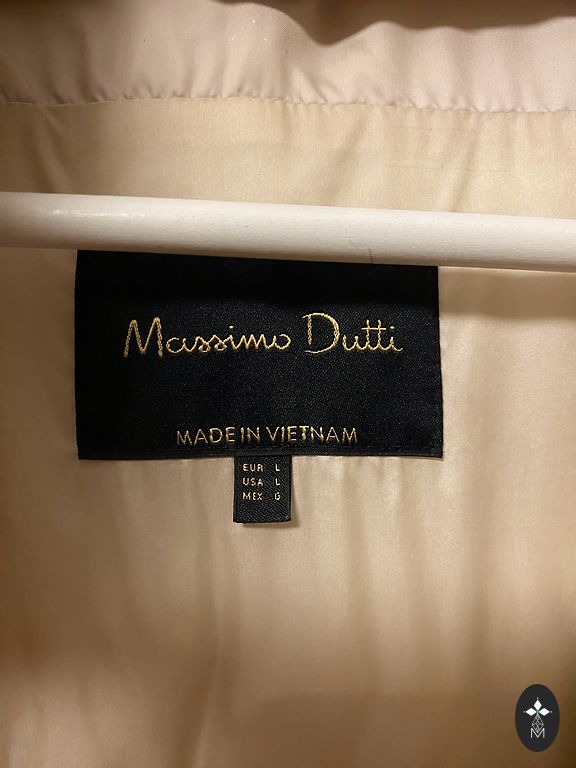 Massimo Dutti
MADE IN VIETNAM
EUR L
USA L
MEX G
M